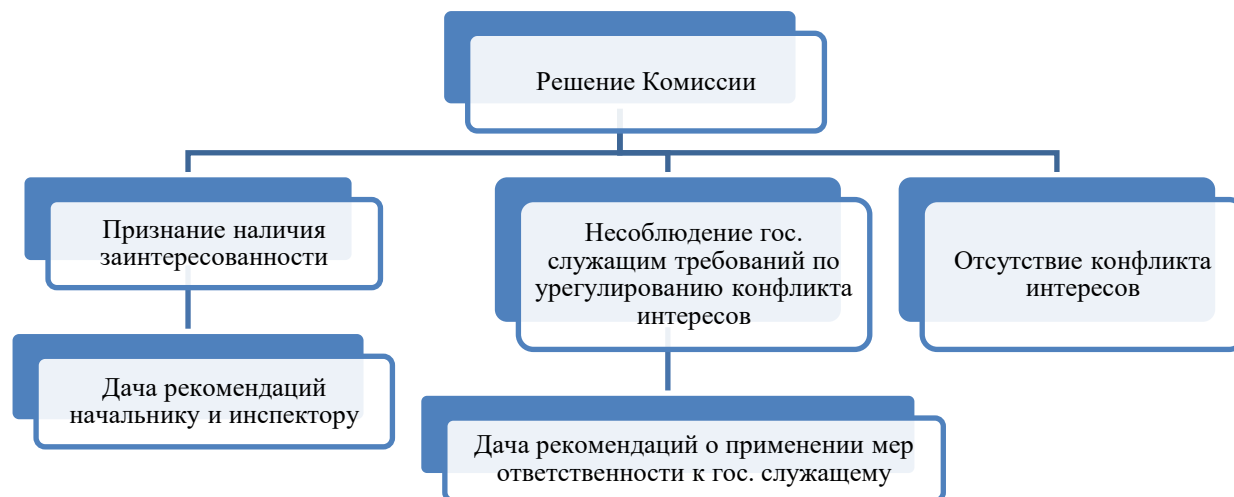 Решение Комиссии
Признание наличия
заинтересованности
Несоблюдение гос.
служащим требований по
урегулированию конфликта
интересов
Отсутствие конфликта
интересов
Дача рекомендаций
начальнику и инспектору
Дача рекомендаций о применении мер
ответственности к гос. служащему